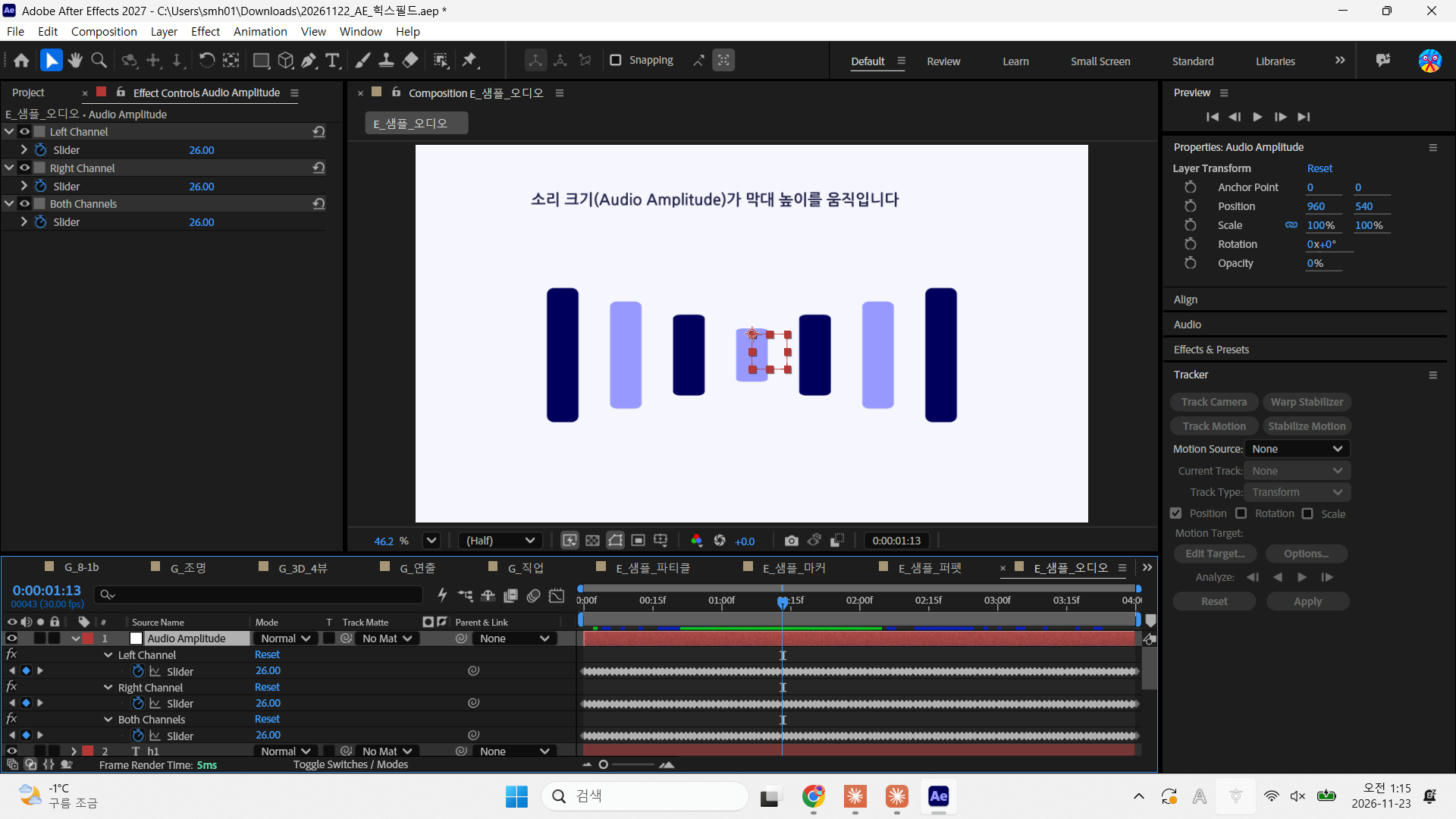 Adobe After Effects 2027 - C:\Users\smh01\Downloads\20261122_AE_힉스필드.aep *
File Edit Composition Layer Effect Animation View Window Help
Snapping Default Review Learn Small Screen Standard Libraries
Project Effect Controls Audio Amplitude
E_샘플_오디오 • Audio Amplitude
Left Channel
Slider 26.00
Right Channel
Slider 26.00
Both Channels
Slider 26.00
Composition E_샘플_오디오
E_샘플_오디오
소리 크기(Audio Amplitude)가 막대 높이를 움직입니다
46.2 % (Half) +0.0 0:00:01:13
Preview
Properties: Audio Amplitude
Layer Transform Reset
Anchor Point 0 0
Position 960 540
Scale 100% 100%
Rotation 0x+0°
Opacity 0%
Align
Audio
Effects & Presets
Tracker
Track Camera Warp Stabilizer
Track Motion Stabilize Motion
Motion Source: None
Current Track: None
Track Type: Transform
Position Rotation Scale
Motion Target:
Edit Target... Options...
Analyze:
Reset Apply
G_8-1b G_조명 G_3D_4뷰 G_연출 G_직업 E_샘플_파티클 E_샘플_마커 E_샘플_퍼펫 E_샘플_오디오
0:00:01:13
00043 (30.00 fps)
:00f 00:15f 01:00f 01:15f 02:00f 02:15f 03:00f 03:15f 04:0
# Source Name Mode T Track Matte Parent & Link
1 Audio Amplitude Normal No Mat None
fx Left Channel Reset
Slider 26.00
fx Right Channel Reset
Slider 26.00
fx Both Channels Reset
Slider 26.00
2 T h1 Normal No Mat None
Frame Render Time: 5ms Toggle Switches / Modes
-1°C
구름 조금
검색
Ae
A
오전 1:15
2026-11-23